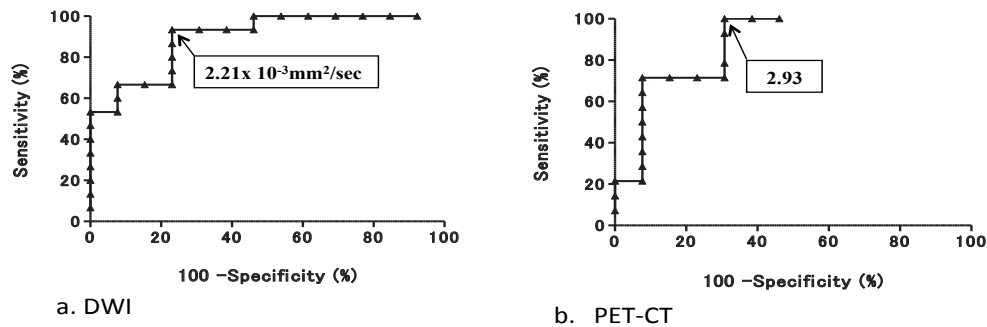 100
80
60
40
20
0
Sensitivity (%)
2.21x 10-3mm2/sec
0 20 40 60 80 100
100 -Specificity (%)
a. DWI
100
80
60
40
20
0
Sensitivity (%)
2.93
0 20 40 60 80 100
100 -Specificity (%)
b. PET-CT